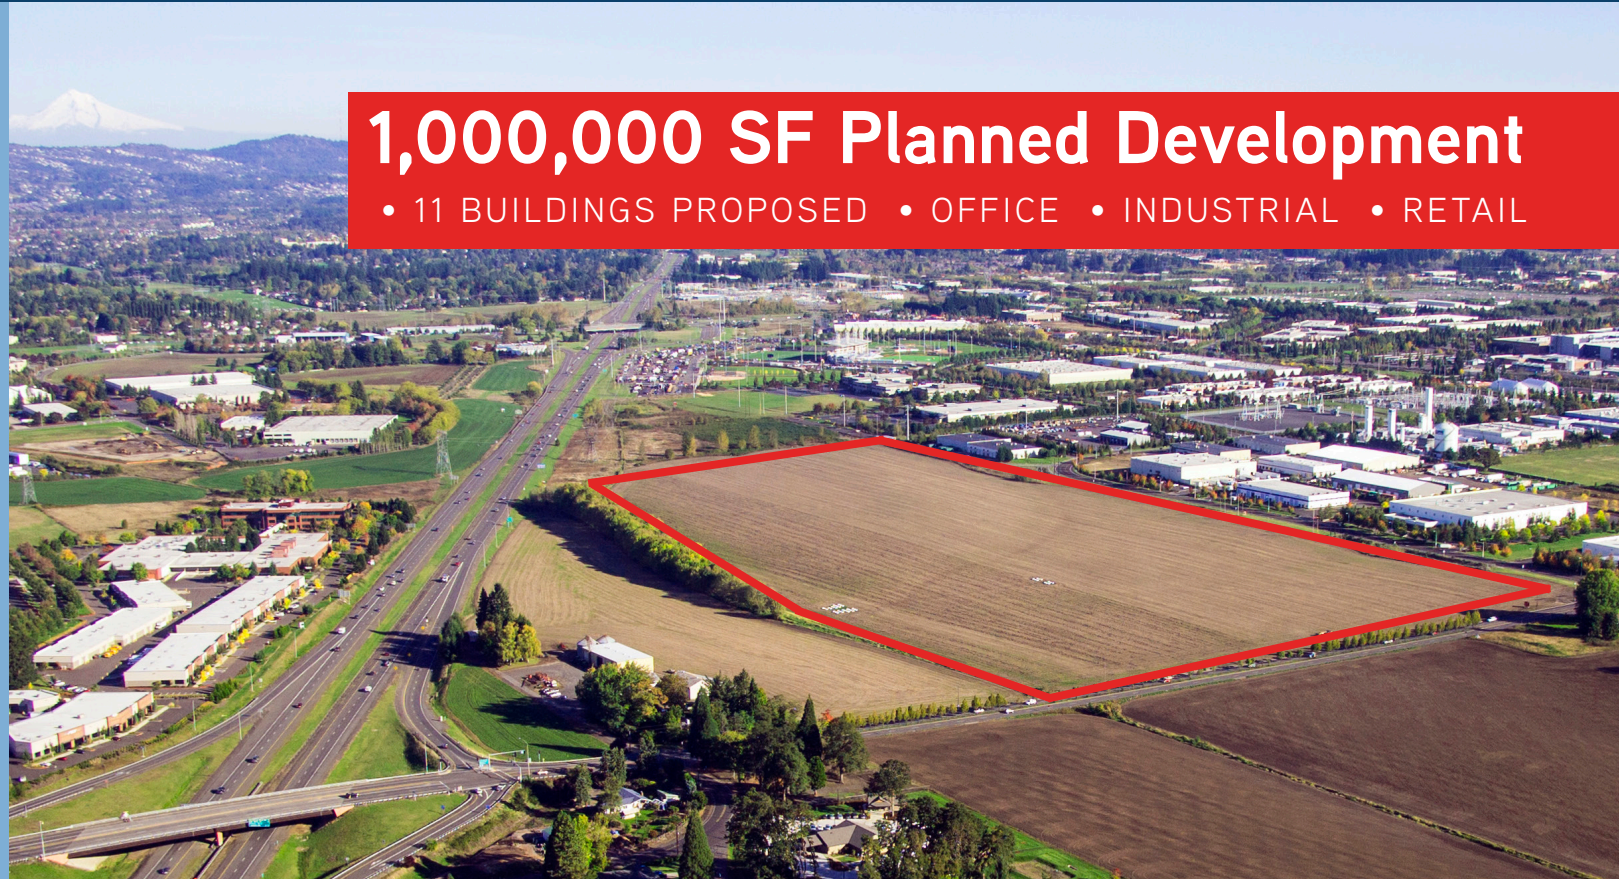 1,000,000 SF Planned Development
• 11 BUILDINGS PROPOSED • OFFICE • INDUSTRIAL • RETAIL